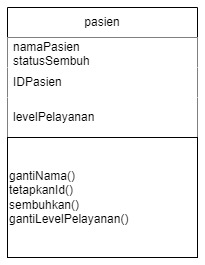 pasien
namaPasien
statusSembuh
IDPasien
levelPelayanan
gantiNama()
tetapkanId()
sembuhkan()
gantiLevelPelayanan()